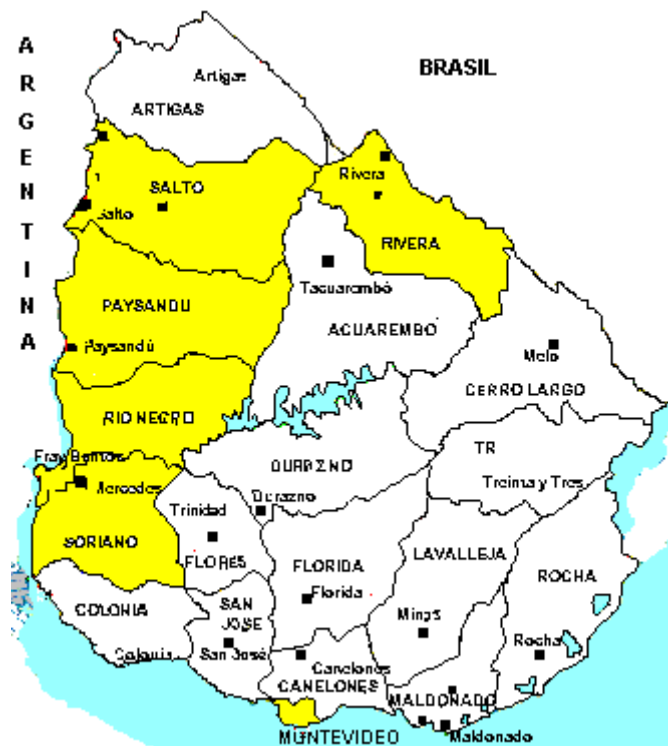 ARGENTINA
BRASIL
Artigas
ARTIGAS
SALTO
Salto
Rivera
RIVERA
Tacuarembó
ACUAREMBO
PAYSANDU
Paysandú
Melo
CERRO LARGO
RIO NEGRO
Fray Bentos
Mercedes
DURAZNO
Durazno
TR
Treinta y Tres
Trinidad
SORIANO
FLORES
FLORIDA
Florida
LAVALLEJA
ROCHA
COLONIA
Colonia
SAN
JOSE
San José
Minas
Rocha
Canelones
CANELONES
MALDONADO
Maldonado
MONTEVIDEO